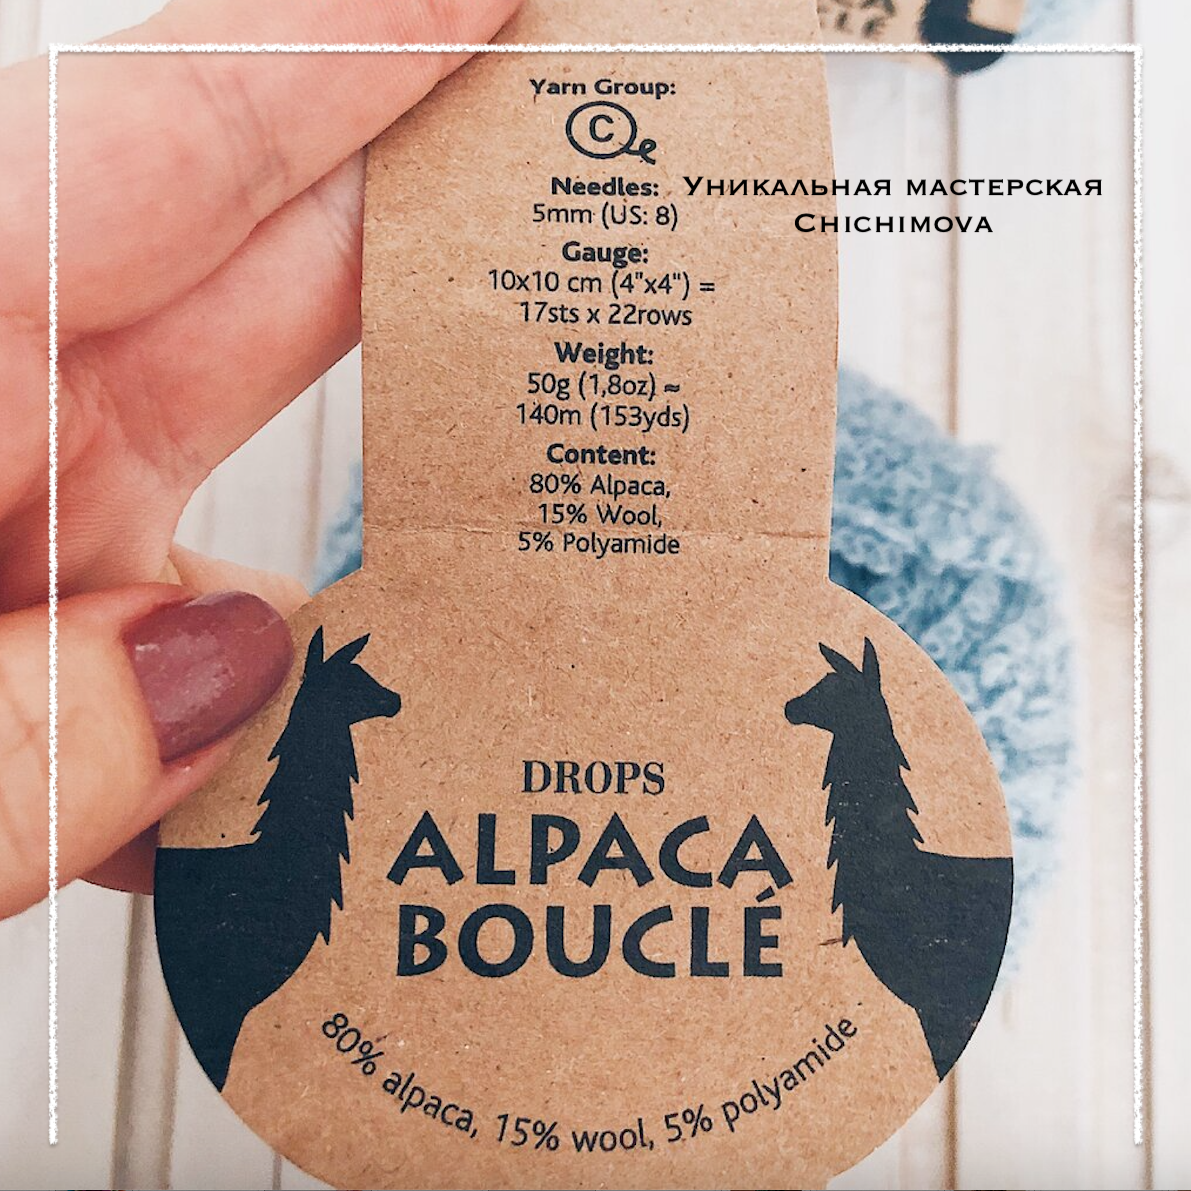 Yarn Group:
C
Needles:
5mm (US: 8)
Уникальная мастерская
Chichimova
Gauge:
10x10 cm (4"x4") =
17sts x 22rows
Weight:
50g (1,8oz) ≈
140m (153yds)
Content:
80% Alpaca,
15% Wool,
5% Polyamide
DROPS
ALPACA
BOUCLÉ
80% alpaca, 15% wool, 5% polyamide